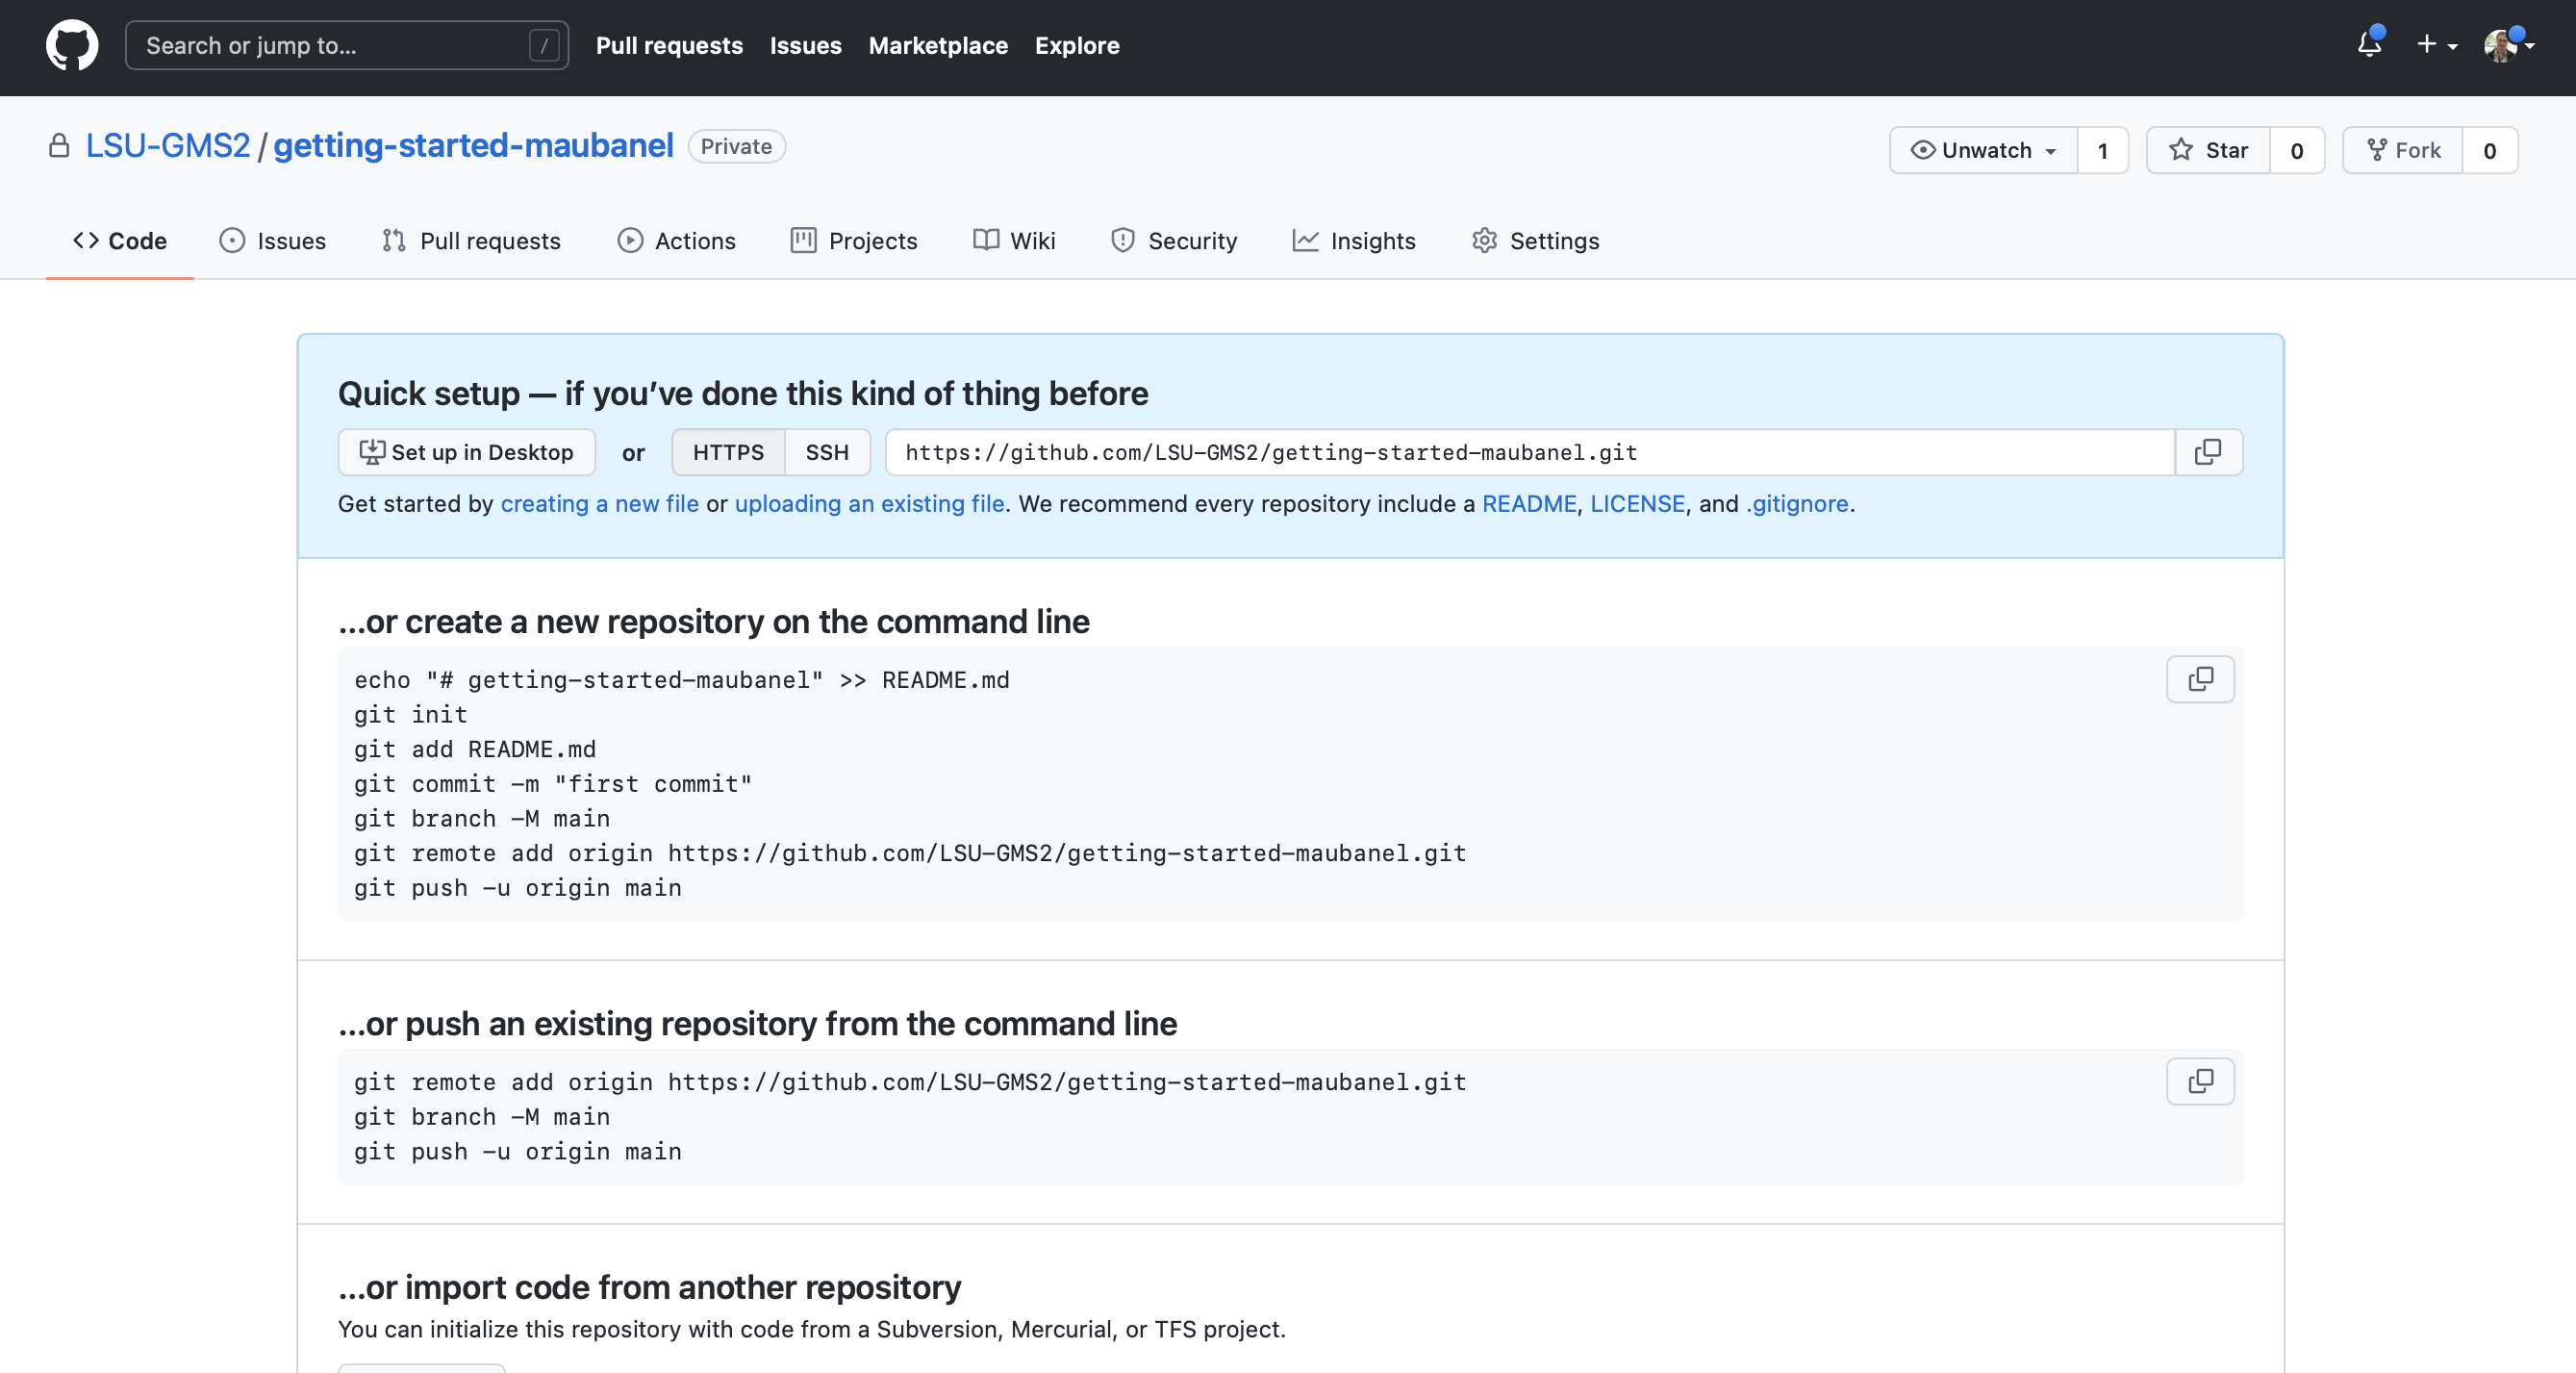 Search or jump to... /
Pull requests Issues Marketplace Explore
LSU-GMS2 / getting-started-maubanel Private
Unwatch 1 Star 0 Fork 0
Code Issues Pull requests Actions Projects Wiki Security Insights Settings
Quick setup — if you’ve done this kind of thing before
Set up in Desktop or HTTPS SSH https://github.com/LSU-GMS2/getting-started-maubanel.git
Get started by creating a new file or uploading an existing file. We recommend every repository include a README, LICENSE, and .gitignore.
…or create a new repository on the command line
echo "# getting-started-maubanel" >> README.md
git init
git add README.md
git commit -m "first commit"
git branch -M main
git remote add origin https://github.com/LSU-GMS2/getting-started-maubanel.git
git push -u origin main
…or push an existing repository from the command line
git remote add origin https://github.com/LSU-GMS2/getting-started-maubanel.git
git branch -M main
git push -u origin main
…or import code from another repository
You can initialize this repository with code from a Subversion, Mercurial, or TFS project.